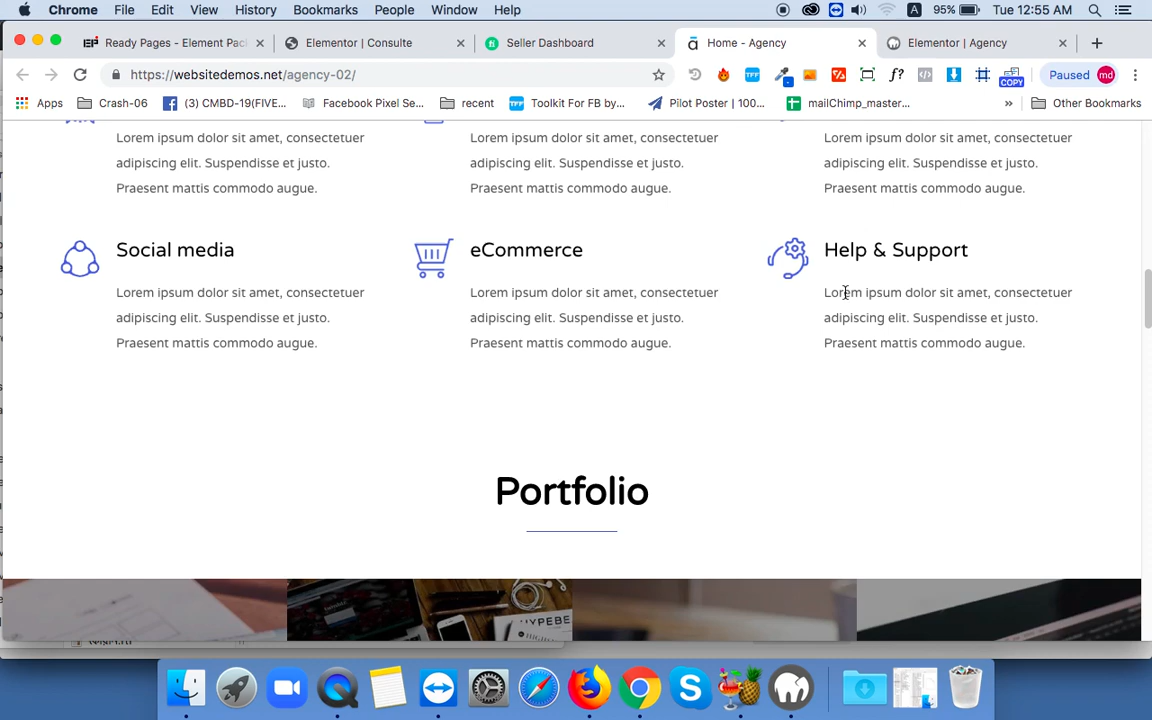 Chrome File Edit View History Bookmarks People Window Help
A 95% Tue 12:55 AM
Ready Pages - Element Pac
Elementor | Consulte
Seller Dashboard
Home - Agency
Elementor | Agency
https://websitedemos.net/agency-02/
TFF f? COPY Paused md
Apps Crash-06 (3) CMBD-19(FIVE... Facebook Pixel Se... recent Toolkit For FB by... Pilot Poster | 100... mailChimp_master... » Other Bookmarks
Lorem ipsum dolor sit amet, consectetuer
adipiscing elit. Suspendisse et justo.
Praesent mattis commodo augue.
Lorem ipsum dolor sit amet, consectetuer
adipiscing elit. Suspendisse et justo.
Praesent mattis commodo augue.
Lorem ipsum dolor sit amet, consectetuer
adipiscing elit. Suspendisse et justo.
Praesent mattis commodo augue.
Social media
Lorem ipsum dolor sit amet, consectetuer
adipiscing elit. Suspendisse et justo.
Praesent mattis commodo augue.
eCommerce
Lorem ipsum dolor sit amet, consectetuer
adipiscing elit. Suspendisse et justo.
Praesent mattis commodo augue.
Help & Support
Lorem ipsum dolor sit amet, consectetuer
adipiscing elit. Suspendisse et justo.
Praesent mattis commodo augue.
Portfolio
HYPEBE